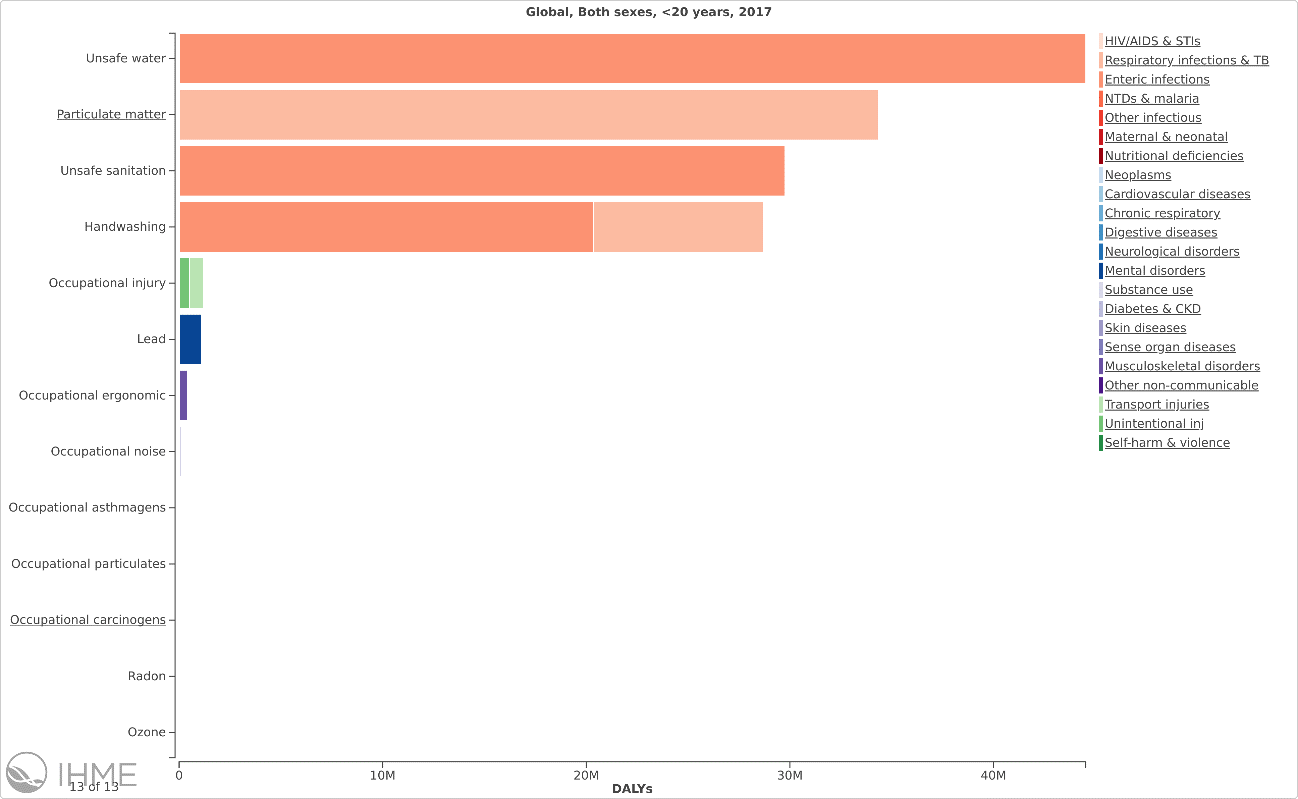 Global, Both sexes, <20 years, 2017
Unsafe water
Particulate matter
Unsafe sanitation
Handwashing
Occupational injury
Lead
Occupational ergonomic
Occupational noise
Occupational asthmagens
Occupational particulates
Occupational carcinogens
Radon
Ozone
HIV/AIDS & STIs
Respiratory infections & TB
Enteric infections
NTDs & malaria
Other infectious
Maternal & neonatal
Nutritional deficiencies
Neoplasms
Cardiovascular diseases
Chronic respiratory
Digestive diseases
Neurological disorders
Mental disorders
Substance use
Diabetes & CKD
Skin diseases
Sense organ diseases
Musculoskeletal disorders
Other non-communicable
Transport injuries
Unintentional inj
Self-harm & violence
0 10M 20M 30M 40M
DALYs
IHME
13 of 13